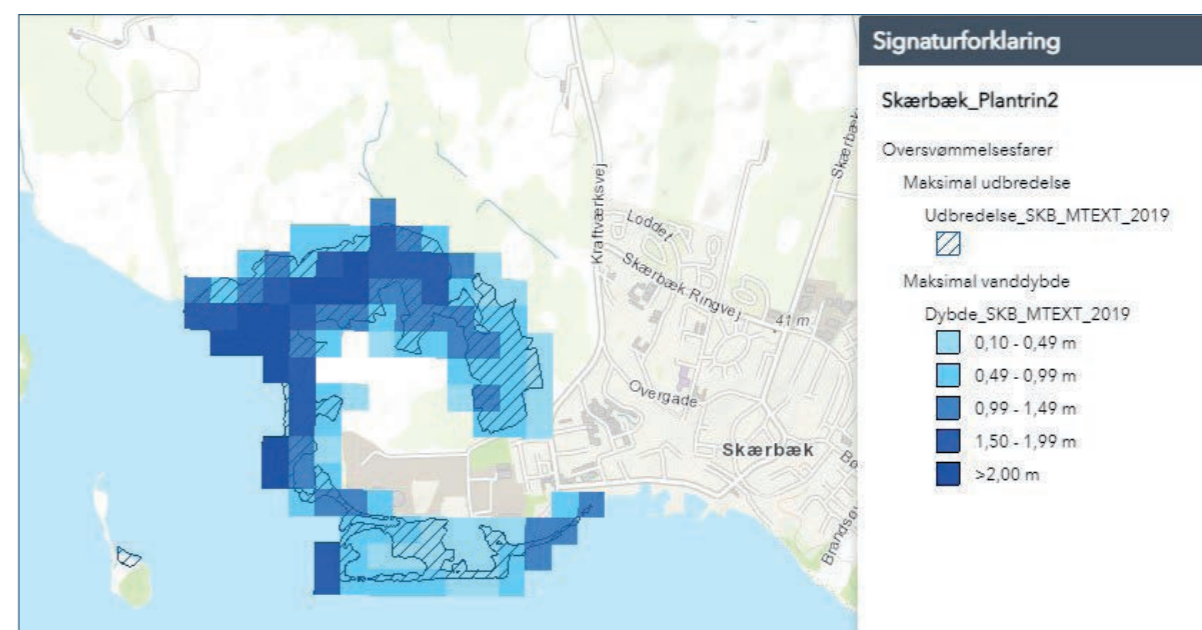 Signaturforklaring
Skærbæk_Plantrin2
Oversvømmelsesfarer
Maksimal udbredelse
Udbredelse_SKB_MTEXT_2019
Maksimal vanddybde
Dybde_SKB_MTEXT_2019
0,10 - 0,49 m
0,49 - 0,99 m
0,99 - 1,49 m
1,50 - 1,99 m
>2,00 m
Kraftværksvej
Loddet
Skærbæk Ringvej
41 m
Overgade
Skærbæk